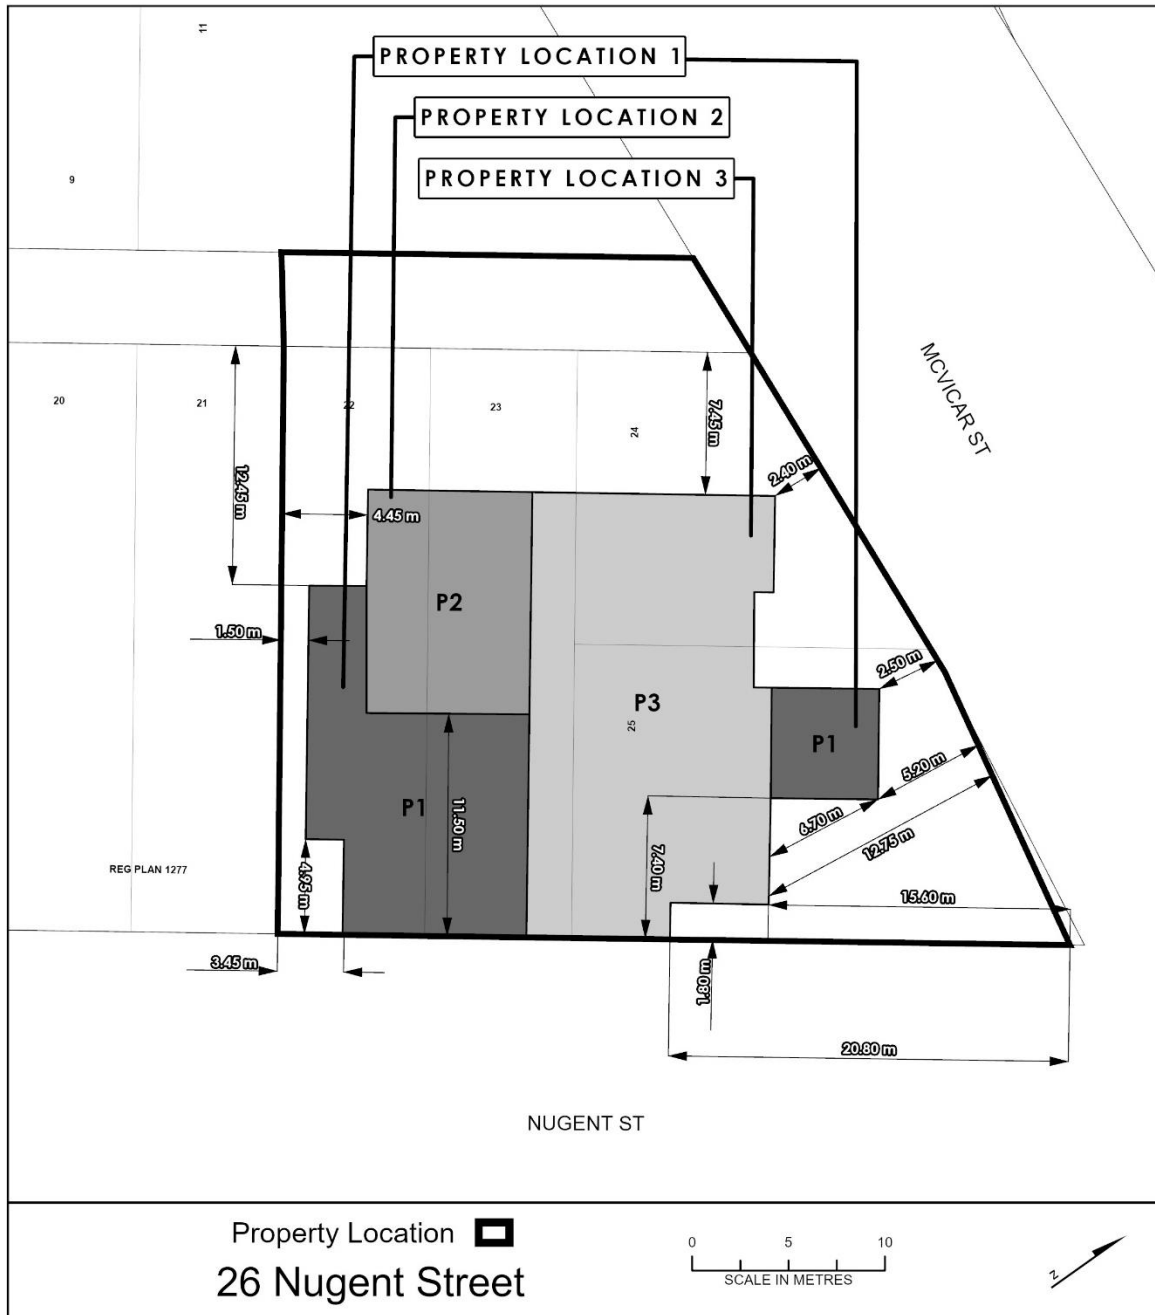 11
PROPERTY LOCATION 1
PROPERTY LOCATION 2
PROPERTY LOCATION 3
9
MCVICAR ST
20
21
22
23
24
7.45 m
12.45 m
2.40 m
4.45 m
P2
1.50 m
2.50 m
P3
25
P1
P1
11.50 m
5.20 m
6.70 m
12.75 m
7.40 m
REG PLAN 1277
4.95 m
15.60 m
3.45 m
1.80 m
20.80 m
NUGENT ST
Property Location
26 Nugent Street
0 5 10
SCALE IN METRES
Z